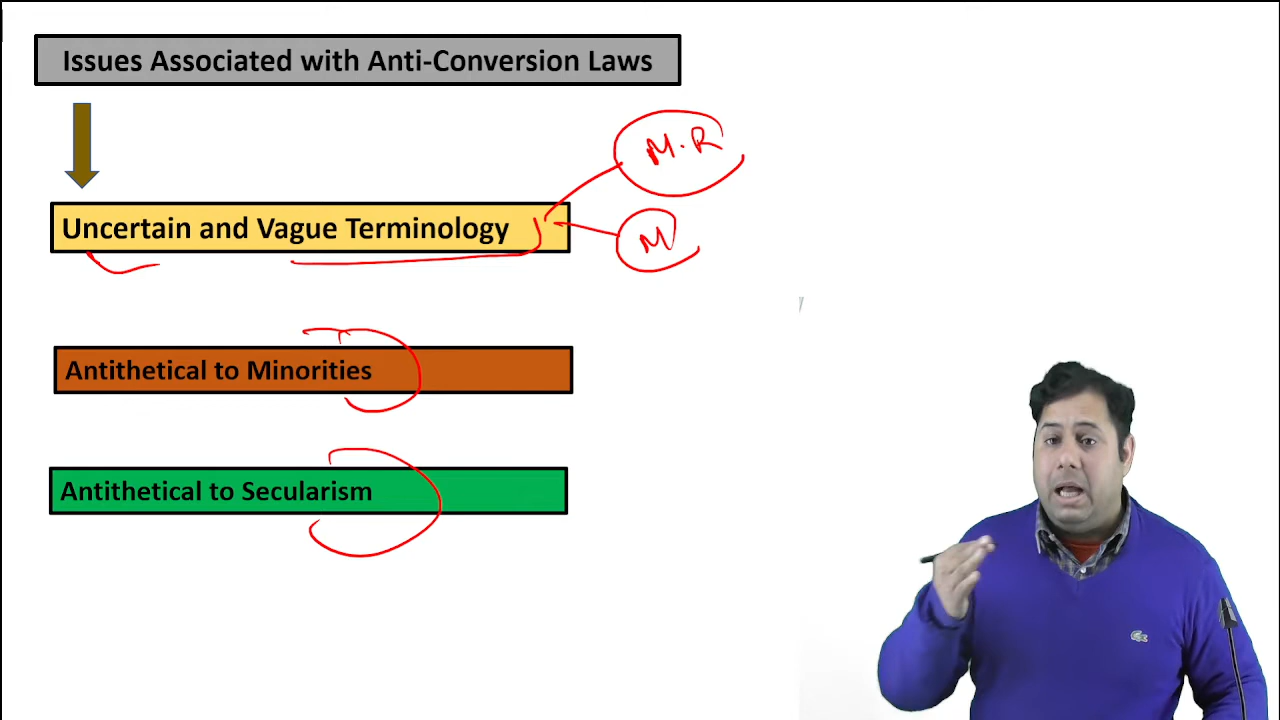 Issues Associated with Anti-Conversion Laws
M.R
Uncertain and Vague Terminology
M
Antithetical to Minorities
Antithetical to Secularism